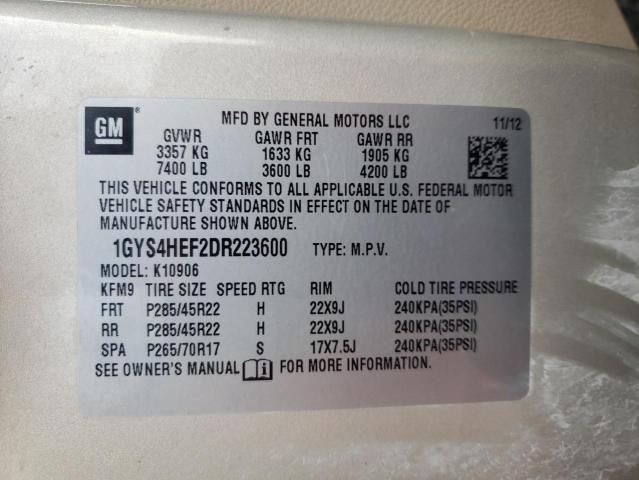 GM ®
MFD BY GENERAL MOTORS LLC 11/12
GVWR GAWR FRT GAWR RR
3357 KG 1633 KG 1905 KG
7400 LB 3600 LB 4200 LB
THIS VEHICLE CONFORMS TO ALL APPLICABLE U.S. FEDERAL MOTOR
VEHICLE SAFETY STANDARDS IN EFFECT ON THE DATE OF
MANUFACTURE SHOWN ABOVE.
1GYS4HEF2DR223600 TYPE: M.P.V.
MODEL: K10906
KFM9 TIRE SIZE SPEED RTG RIM COLD TIRE PRESSURE
FRT P285/45R22 H 22X9J 240KPA(35PSI)
RR P285/45R22 H 22X9J 240KPA(35PSI)
SPA P265/70R17 S 17X7.5J 240KPA(35PSI)
SEE OWNER'S MANUAL i FOR MORE INFORMATION.